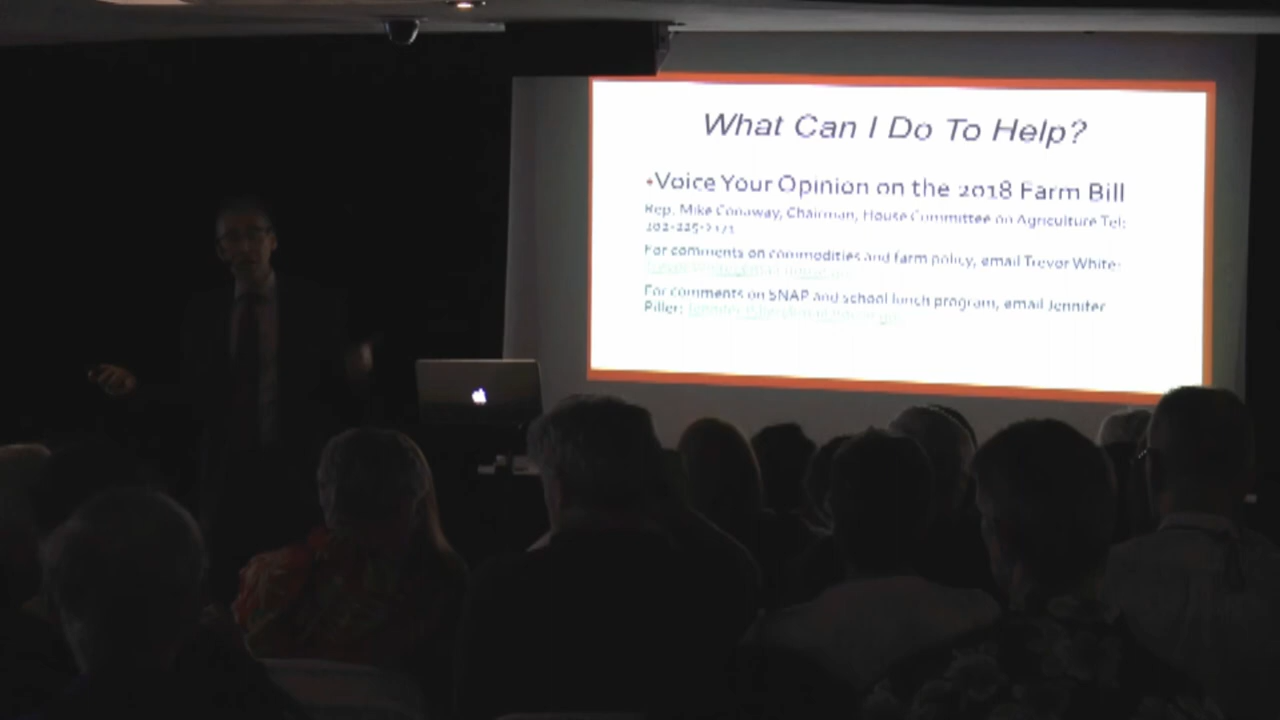 What Can I Do To Help?
•Voice Your Opinion on the 2018 Farm Bill
Rep. Mike Conaway, Chairman, House Committee on Agriculture Tel:
For comments on commodities and farm policy, email Trevor White:
For comments on SNAP and school lunch program, email Jennifer
Piller: